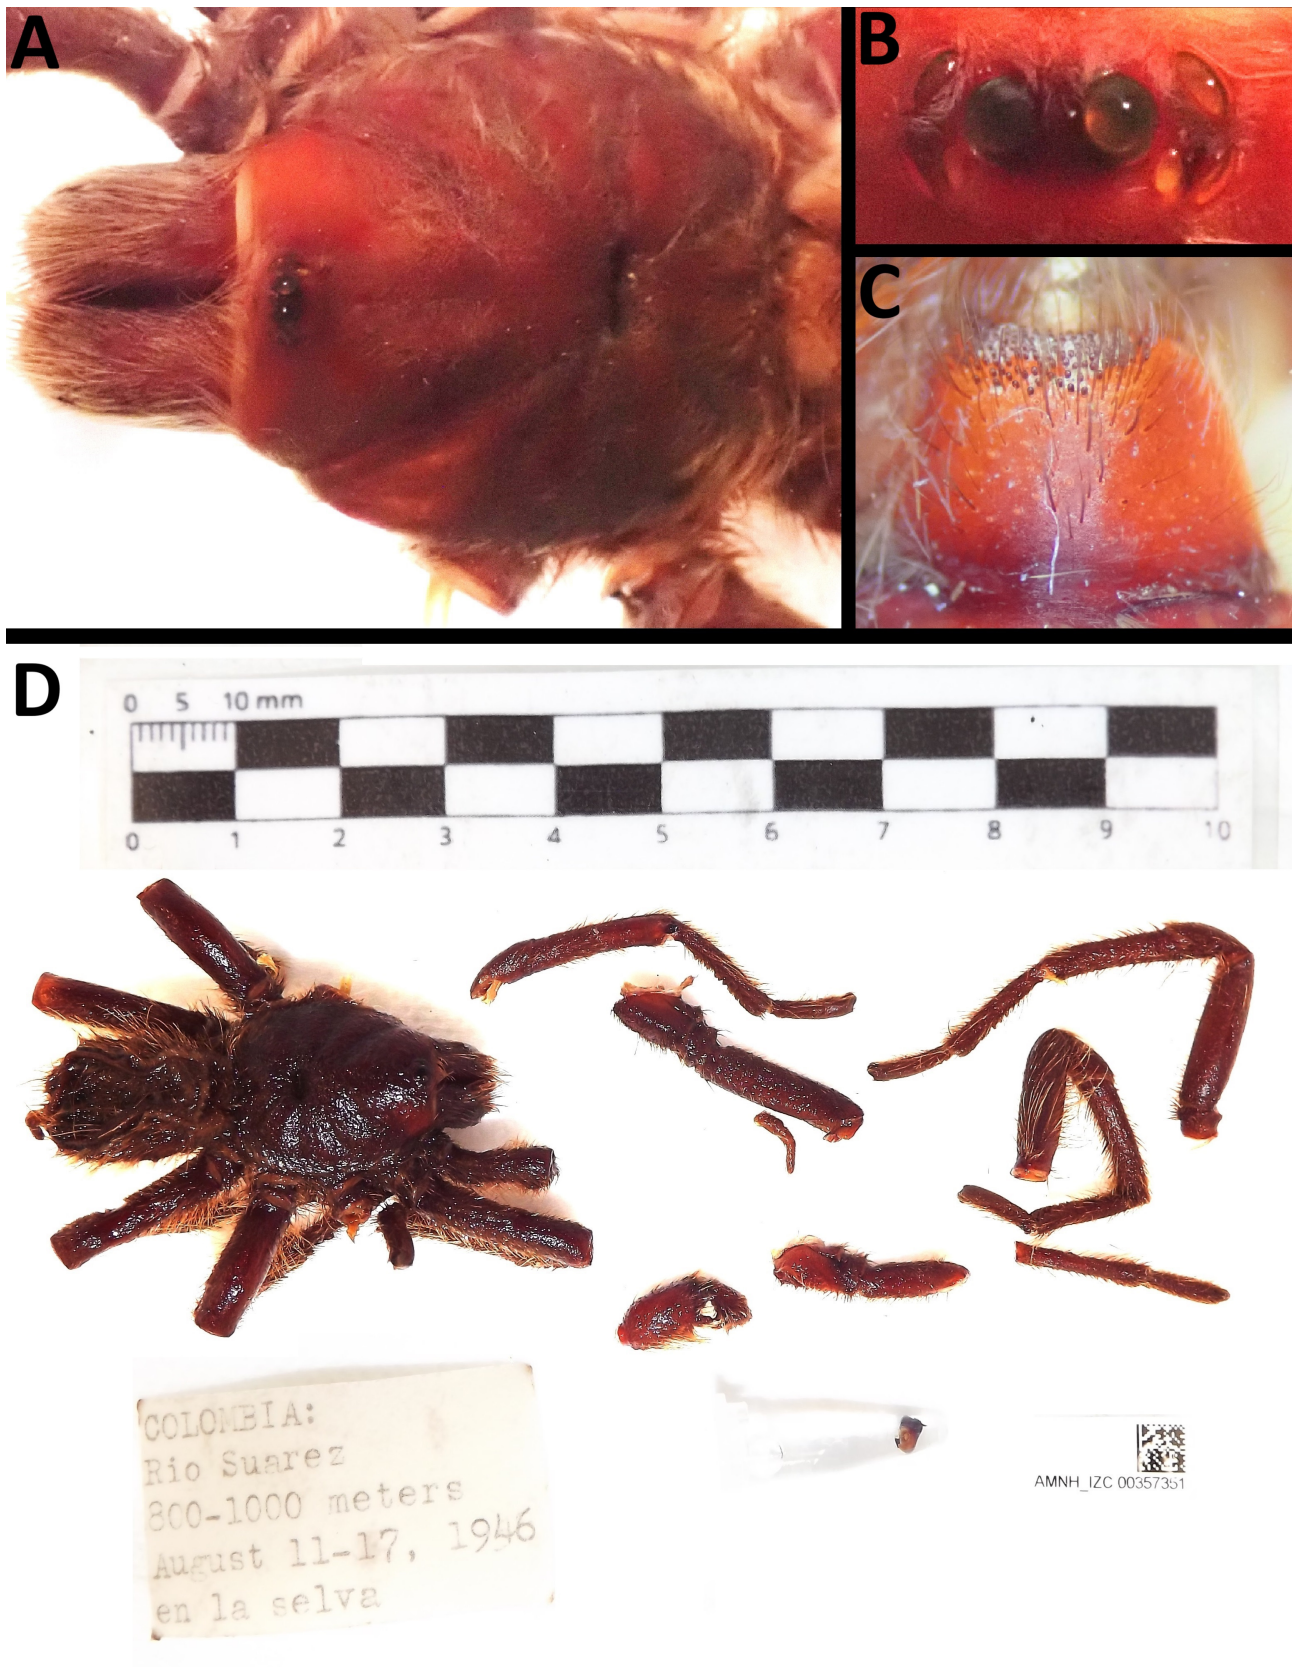 A
B
C
D
0 5 10 mm
0 1 2 3 4 5 6 7 8 9 10
COLOMBIA:
Rio Suarez
800-1000 meters
August 11-17, 1946
en la selva
AMNH_IZC 00357351